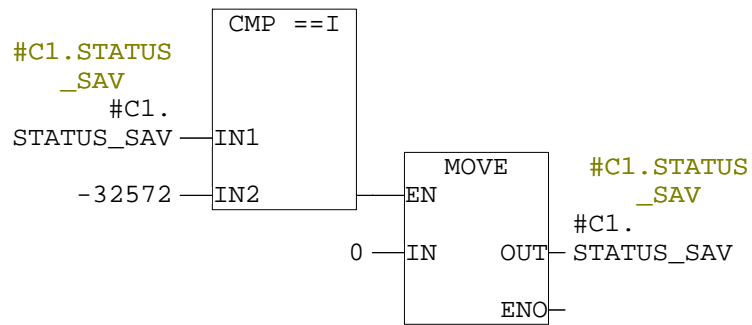 CMP ==I
#C1.STATUS
_SAV
#C1.
STATUS_SAV IN1
-32572 IN2
MOVE
#C1.STATUS
_SAV
EN
#C1.
0 IN OUT STATUS_SAV
ENO